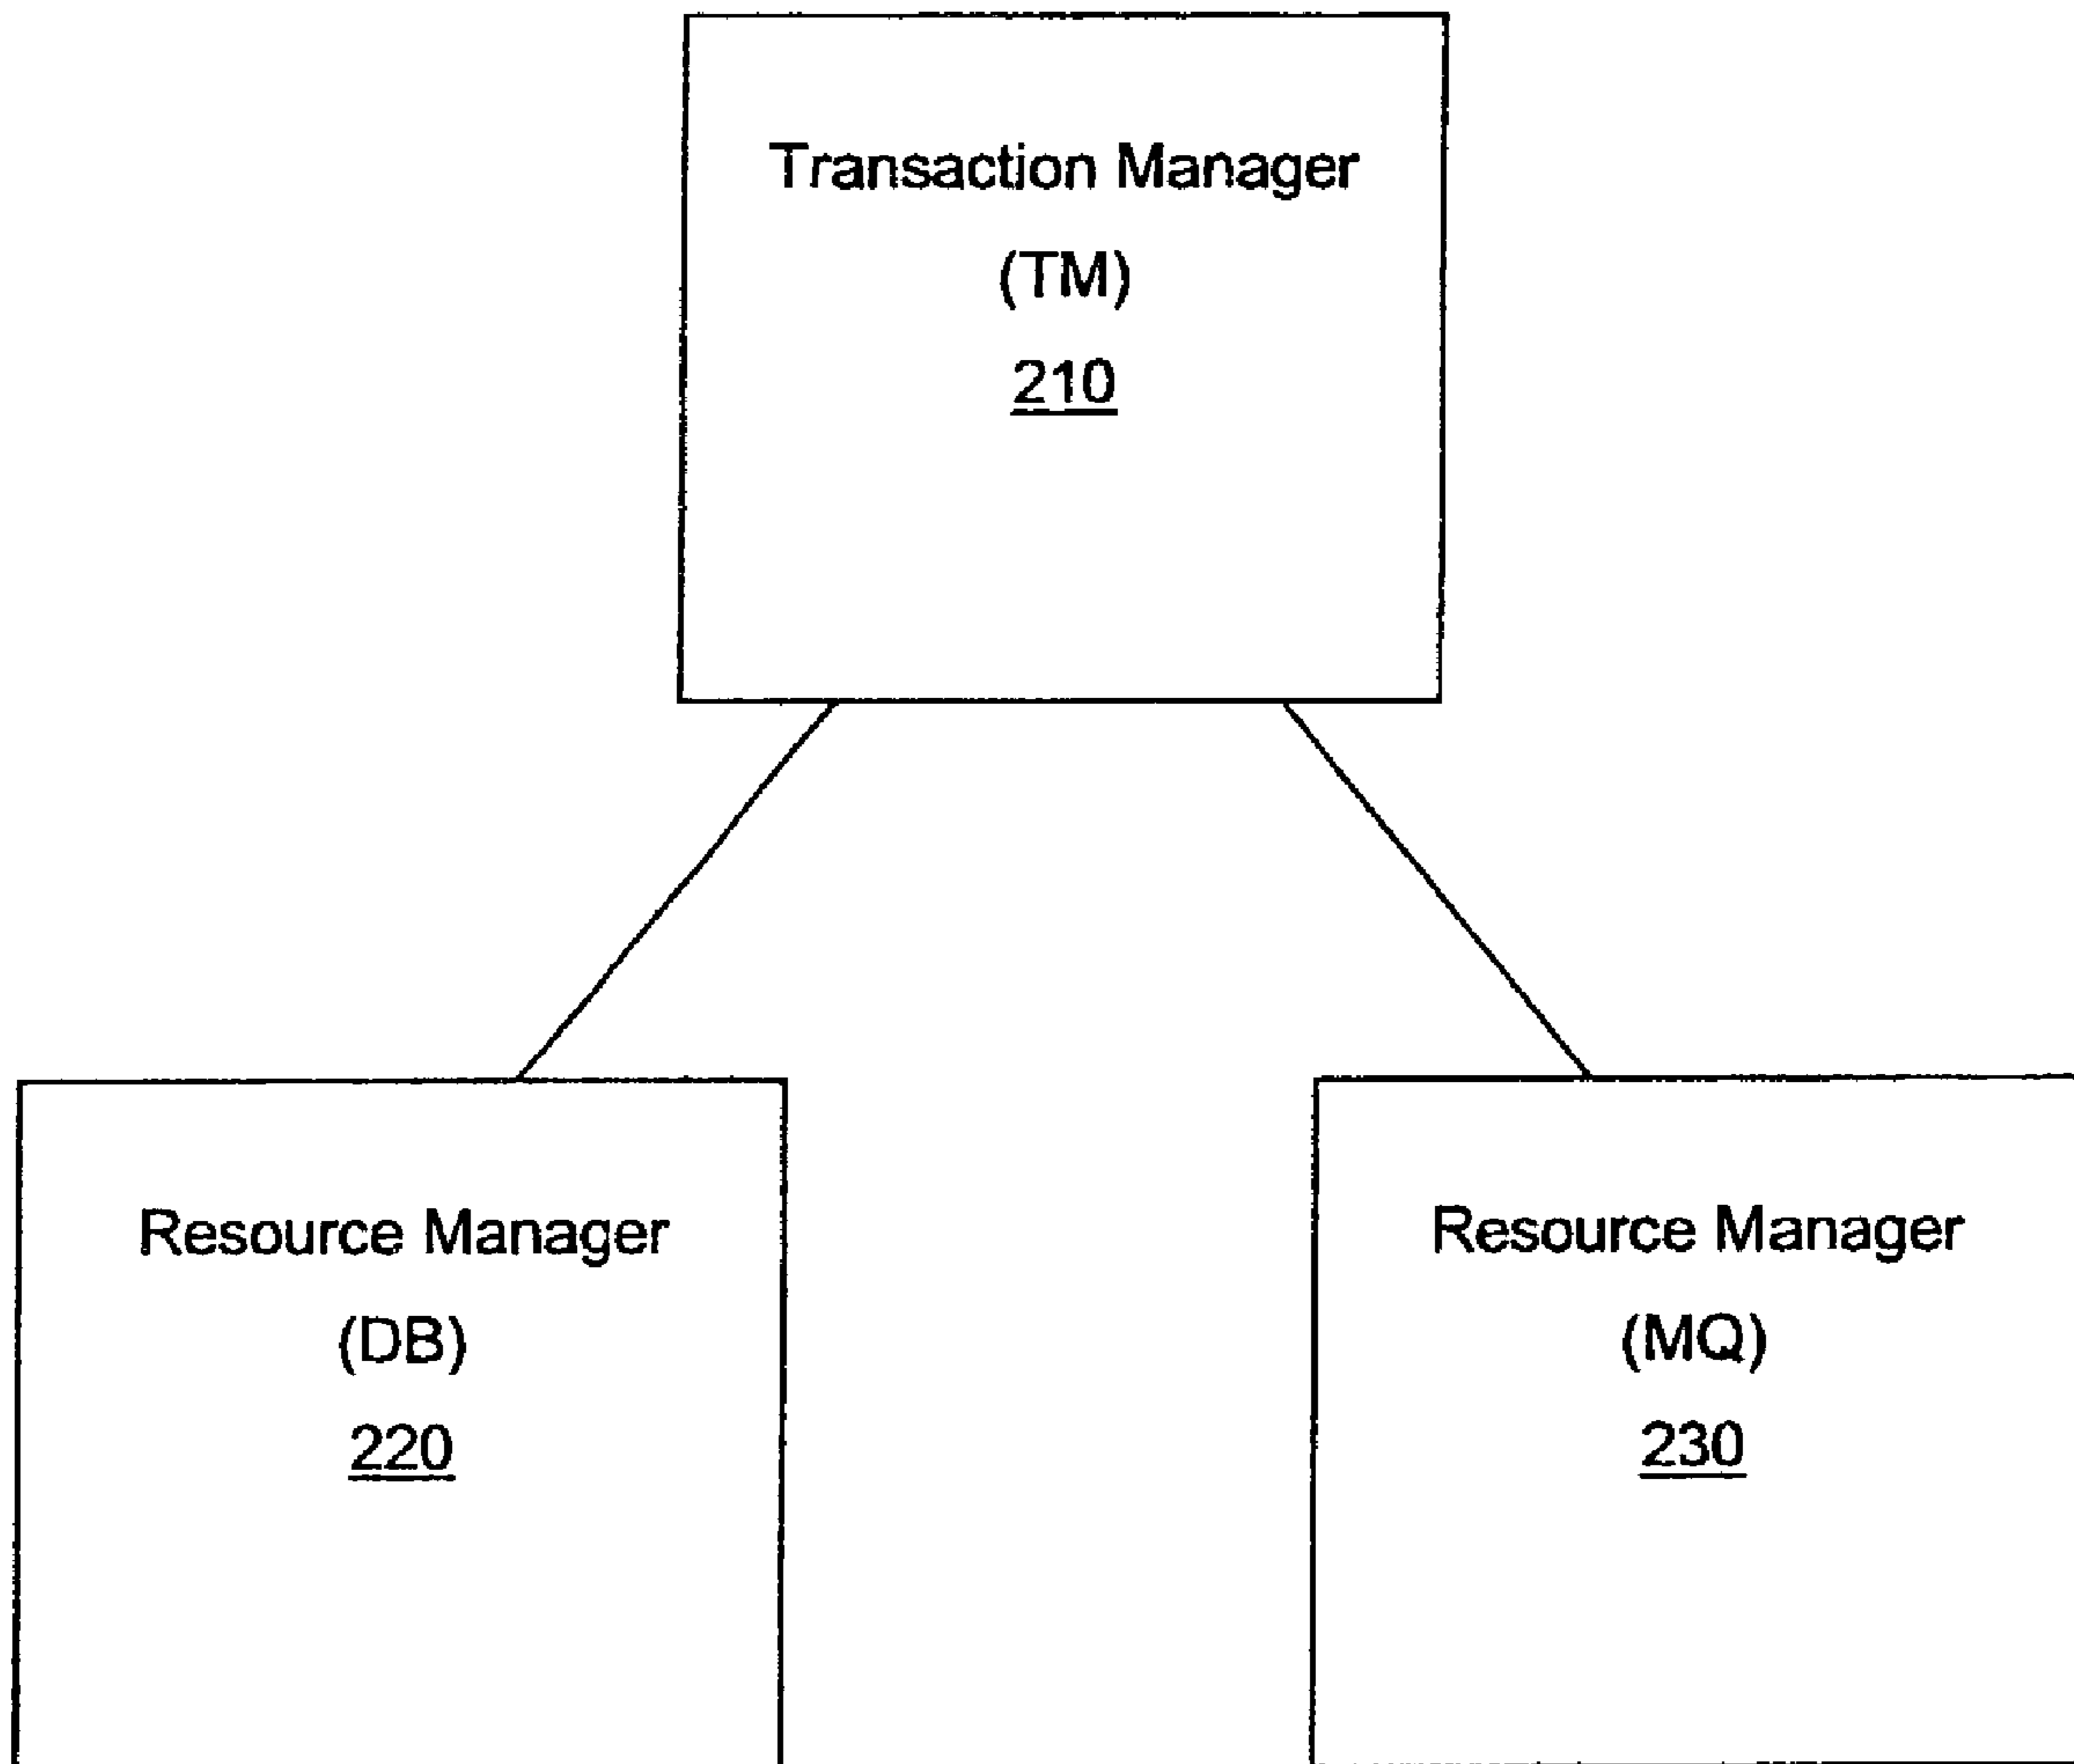 Transaction Manager
(TM)
210
Resource Manager
(DB)
220
Resource Manager
(MQ)
230